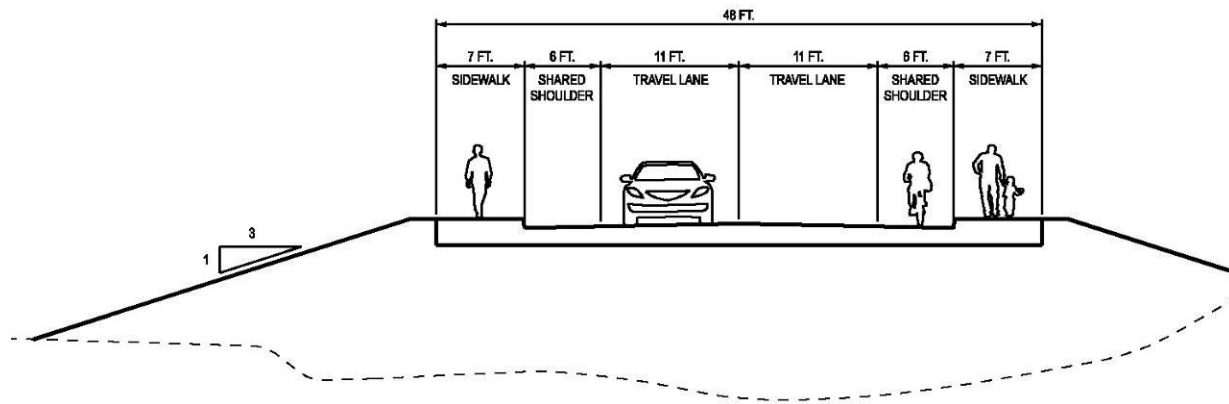 48 FT.
7 FT. 6 FT. 11 FT. 11 FT. 6 FT. 7 FT.
SIDEWALK SHARED TRAVEL LANE TRAVEL LANE SHARED SIDEWALK
SHOULDER SHOULDER
3
1